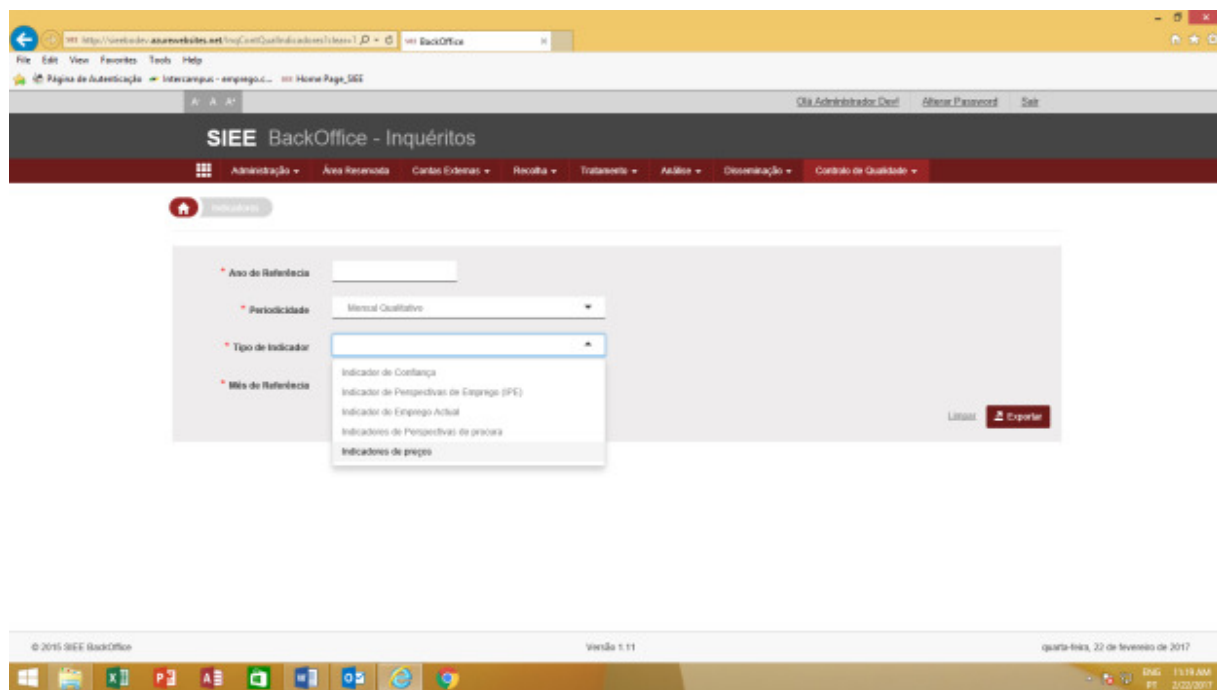 BackOffice
File Edit View Favorites Tools Help
Página de Autenticação Intercampus - emprego.c... Home Page_SIEE
A- A A+ Olá Administrador Dev! Alterar Password Sair
SIEE BackOffice - Inquéritos
Administração Área Reservada Contas Externas Recolha Tratamento Análise Disseminação Controlo de Qualidade
Indicadores
* Ano de Referência
* Periodicidade Mensal Qualitativo
* Tipo de Indicador
Indicador de Confiança
* Mês de Referência
Indicador de Perspectivas de Emprego (IPE)
Indicador de Emprego Actual
Indicadores de Perspectivas de procura
Limpar Exportar
Indicadores de preços
© 2015 SIEE BackOffice Versão 1.11 quarta-feira, 22 de fevereiro de 2017
ENG 11:19 AM
PT 2/22/2017